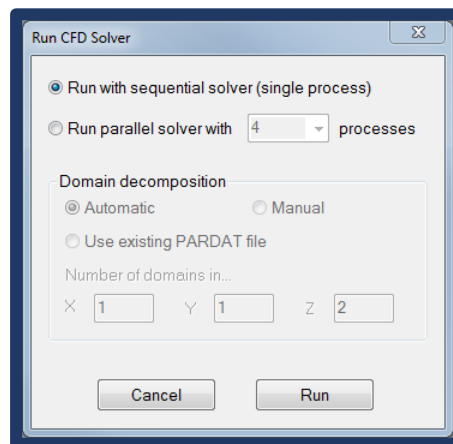 Run CFD Solver
Run with sequential solver (single process)
Run parallel solver with 4 processes
Domain decomposition
Automatic Manual
Use existing PARDAT file
Number of domains in...
X 1 Y 1 Z 2
Cancel Run